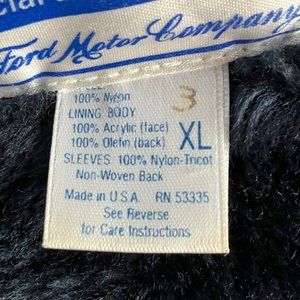 Ford Motor Company
100% Nylon
3
LINING BODY
100% Acrylic (face)
100% Olefin (back)
XL
SLEEVES 100% Nylon-Tricot
Non-Woven Back
Made in U.S.A. RN 53335
See Reverse
for Care Instructions